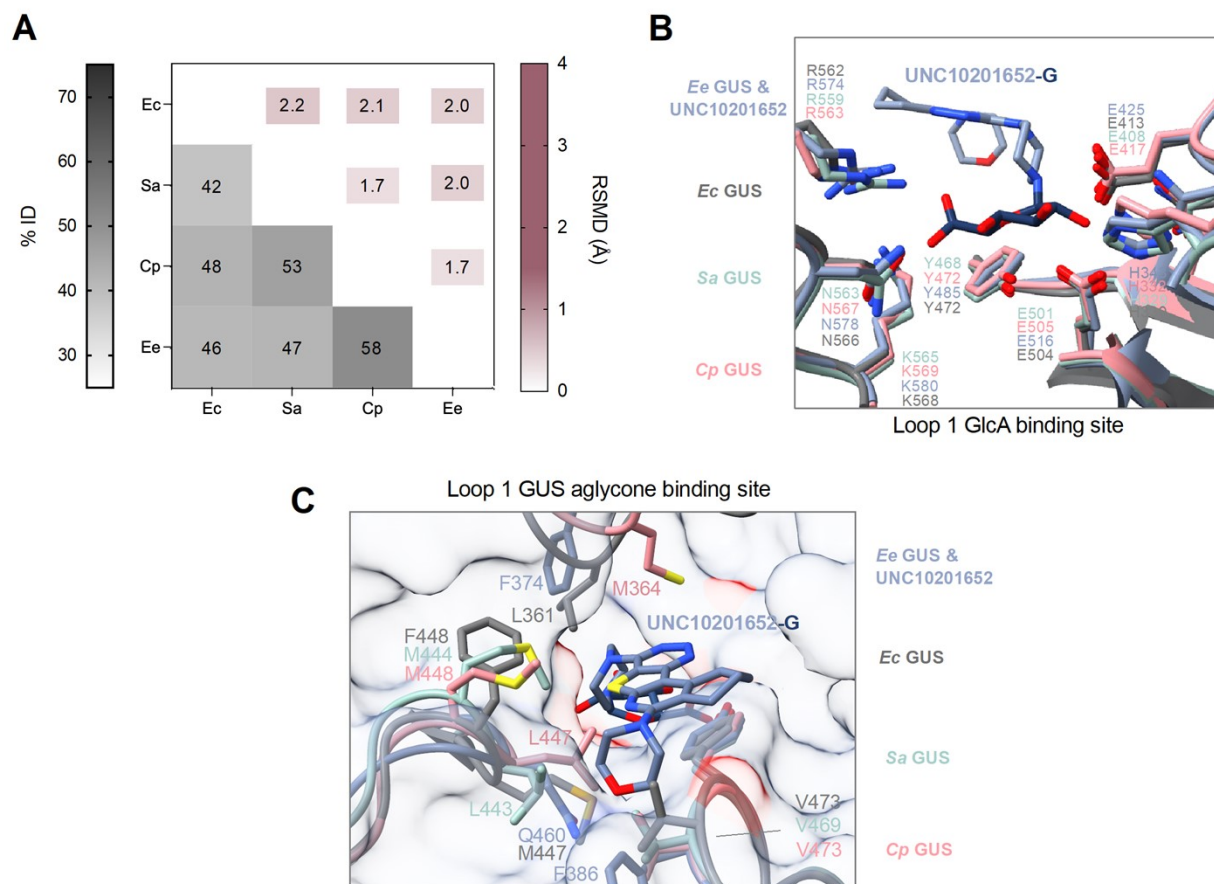 A
% ID
70
60
50
40
30
Ec
Sa
Cp
Ee
2.2
2.1
2.0
42
1.7
2.0
48
53
1.7
46
47
58
Ec
Sa
Cp
Ee
4
3
2
1
0
RSMD (Å)
B
Ee GUS &
UNC10201652
Ec GUS
Sa GUS
Cp GUS
R562
R574
R559
R563
UNC10201652-G
E425
E413
E408
E417
N563
N567
N578
N566
Y468
Y472
Y485
Y472
E501
E505
E516
E504
K565
K569
K580
K568
Loop 1 GlcA binding site
C
Loop 1 GUS aglycone binding site
F374
M364
L361
UNC10201652-G
F448
M444
M448
L447
L443
Q460
M447
F386
V473
V469
V473
Ee GUS &
UNC10201652
Ec GUS
Sa GUS
Cp GUS